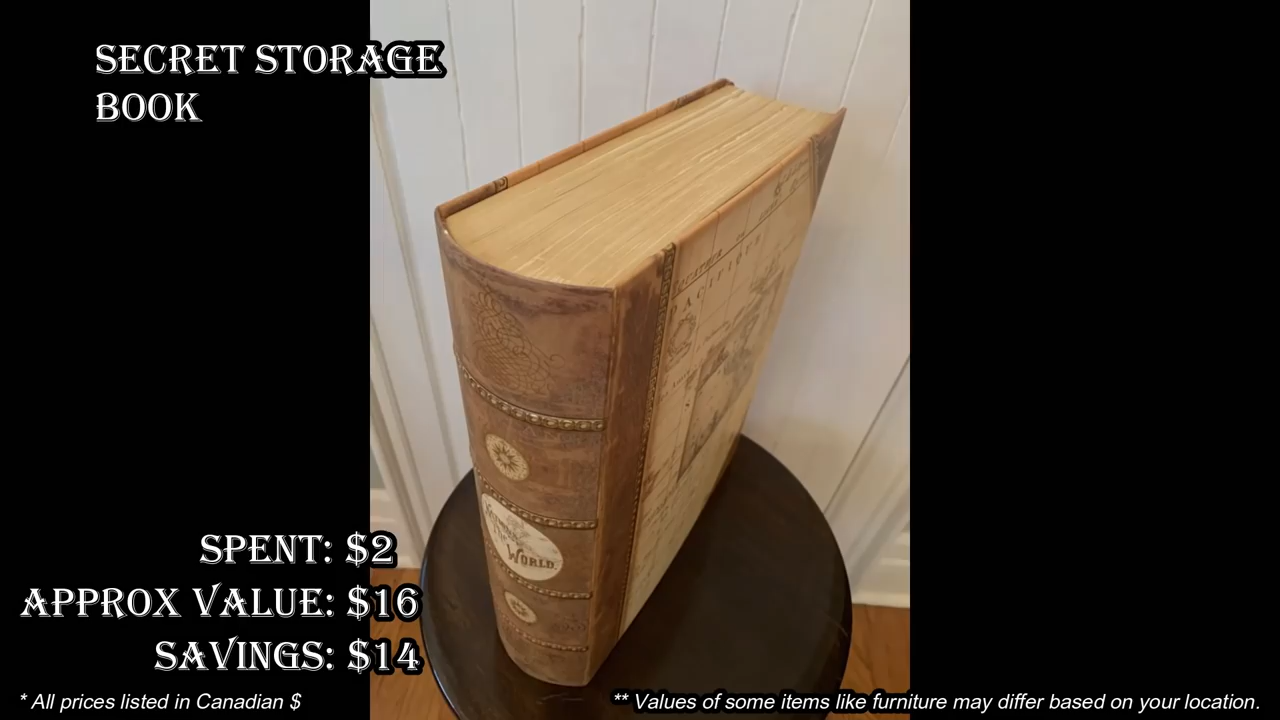 SECRET STORAGE
BOOK
PACIFIQUE
WORLD.
SPENT: $2
APPROX VALUE: $16
SAVINGS: $14
* All prices listed in Canadian $
** Values of some items like furniture may differ based on your location.